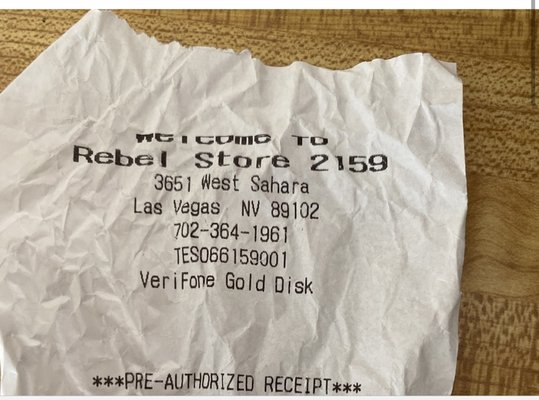 WELCOME TO
Rebel Store 2159
3651 West Sahara
Las Vegas NV 89102
702-364-1961
TES066159001
VeriFone Gold Disk
***PRE-AUTHORIZED RECEIPT***